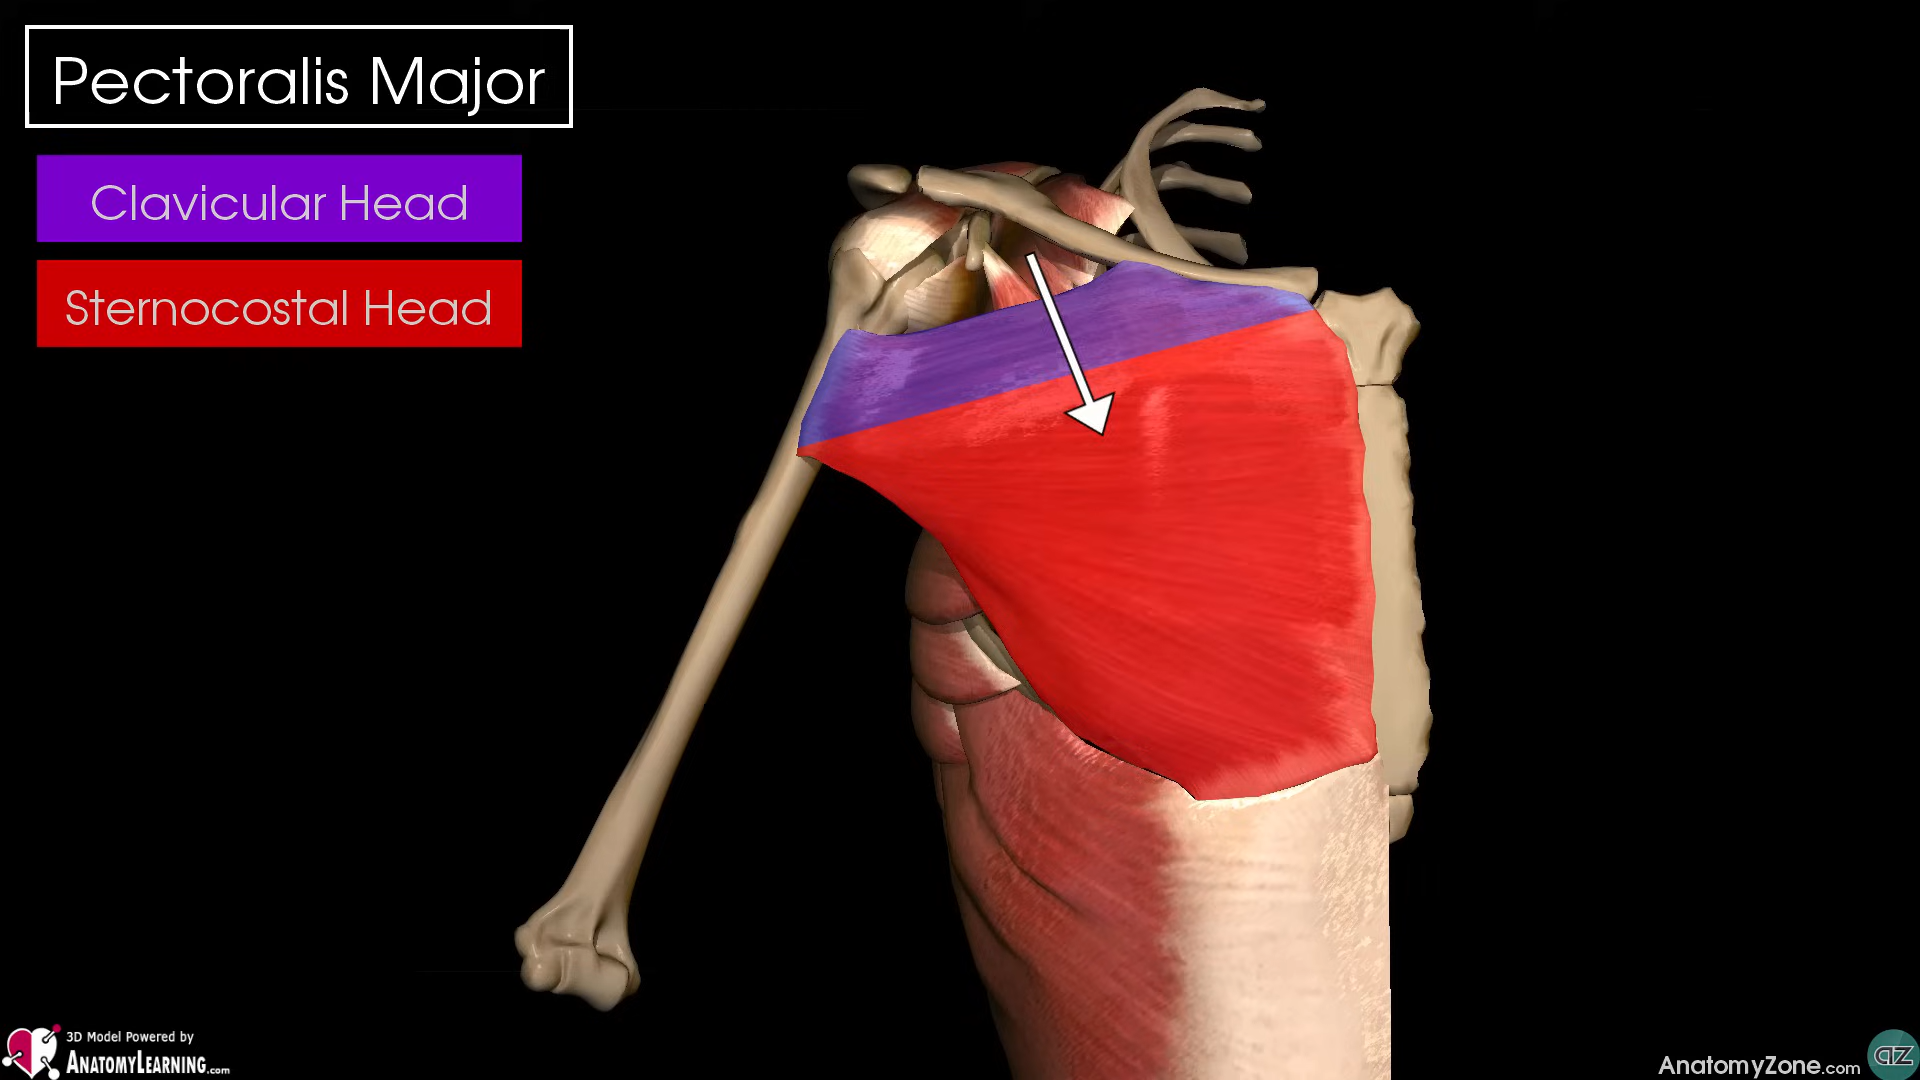 Pectoralis Major
Clavicular Head
Sternocostal Head
3D Model Powered by
AnatomyLearning.com
AnatomyZone.com
az